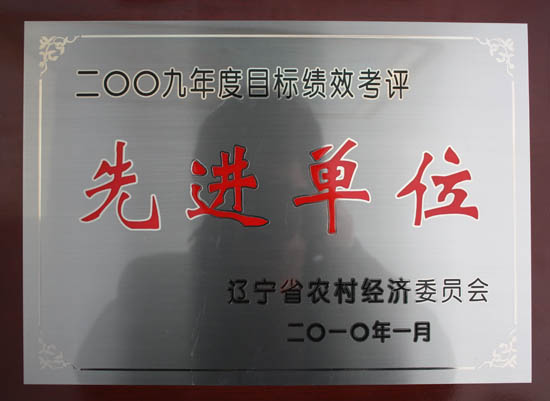 二〇〇九年度目标绩效考评
先进单位
辽宁省农村经济委员会
二〇一〇年一月